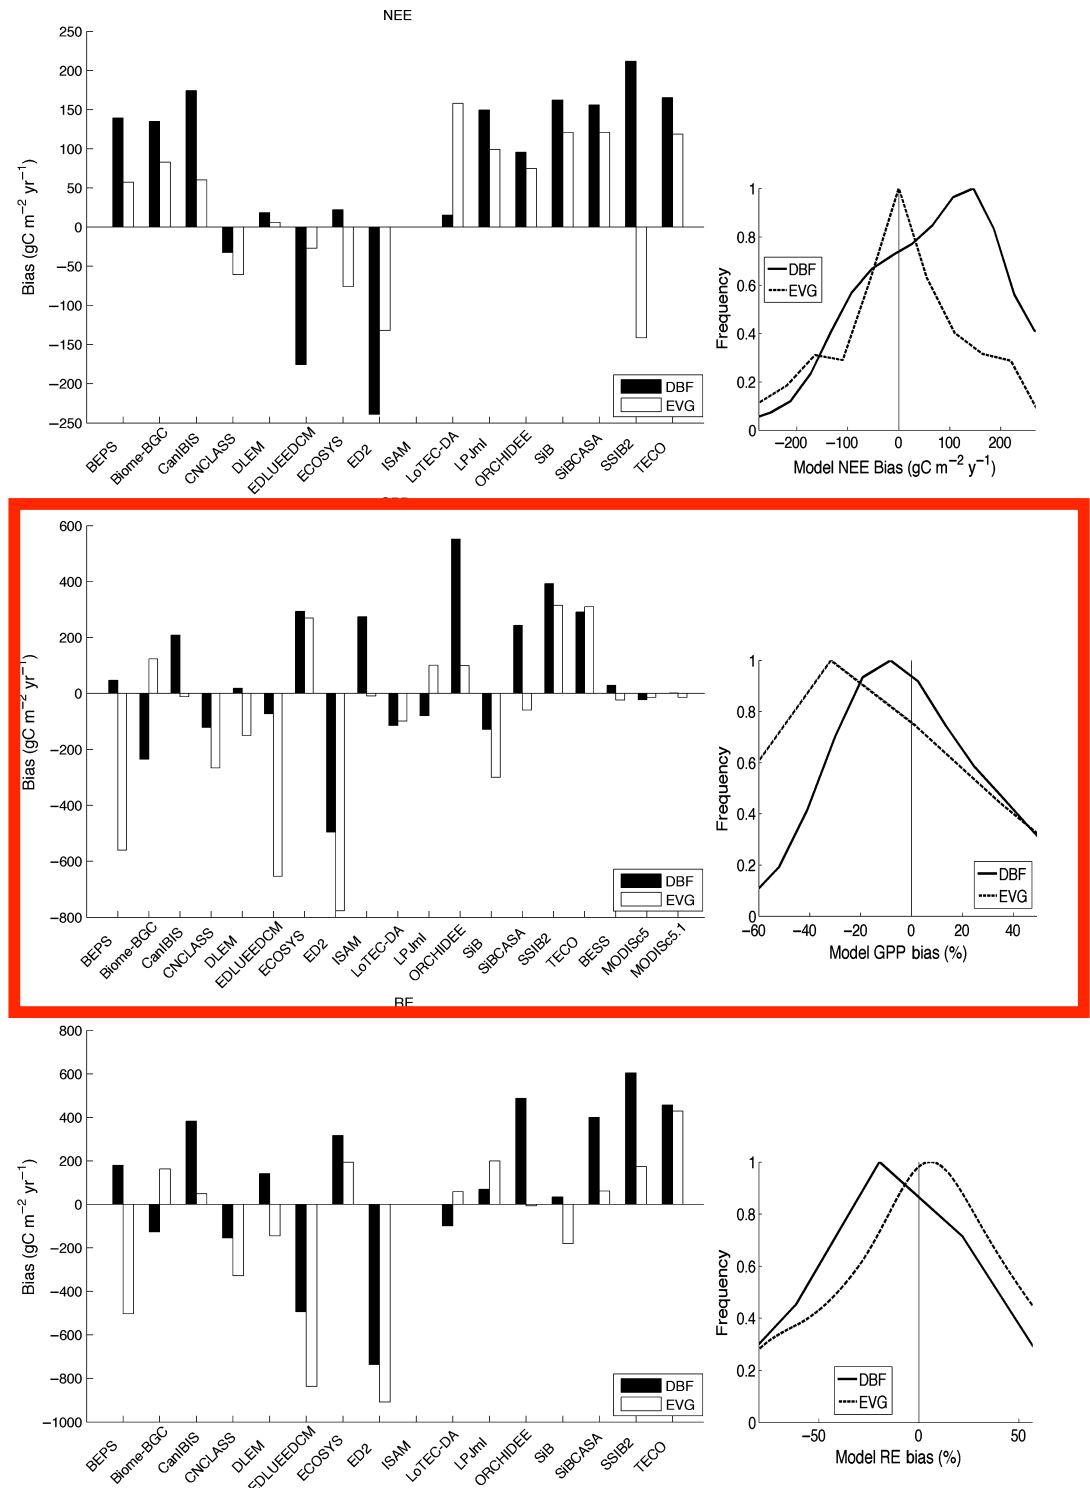 NEE
250
200
150
100
50
0
−50
−100
−150
−200
−250
Bias (gC m−2 yr−1)
DBF
EVG
BEPS
Biome-BGC
CanIBIS
CNCLASS
DLEM
EDLUEEDCM
ECOSYS
ED2
ISAM
LoTEC-DA
LPJml
ORCHIDEE
SiB
SiBCASA
SSIB2
TECO
1
0.8
0.6
0.4
0.2
0
Frequency
DBF
EVG
−200 −100 0 100 200
Model NEE Bias (gC m−2 y−1)
600
400
200
0
−200
−400
−600
−800
Bias (gC m−2 yr−1)
DBF
EVG
BEPS
Biome-BGC
CanIBIS
CNCLASS
DLEM
EDLUEEDCM
ECOSYS
ED2
ISAM
LoTEC-DA
LPJml
ORCHIDEE
SiB
SiBCASA
SSIB2
TECO
BESS
MODISc5
MODISc5.1
1
0.8
0.6
0.4
0.2
0
Frequency
DBF
EVG
−60 −40 −20 0 20 40
Model GPP bias (%)
RE
800
600
400
200
0
−200
−400
−600
−800
−1000
Bias (gC m−2 yr−1)
DBF
EVG
BEPS
Biome-BGC
CanIBIS
CNCLASS
DLEM
EDLUEEDCM
ECOSYS
ED2
ISAM
LoTEC-DA
LPJml
ORCHIDEE
SiB
SiBCASA
SSIB2
TECO
1
0.8
0.6
0.4
0.2
0
Frequency
DBF
EVG
−50 0 50
Model RE bias (%)